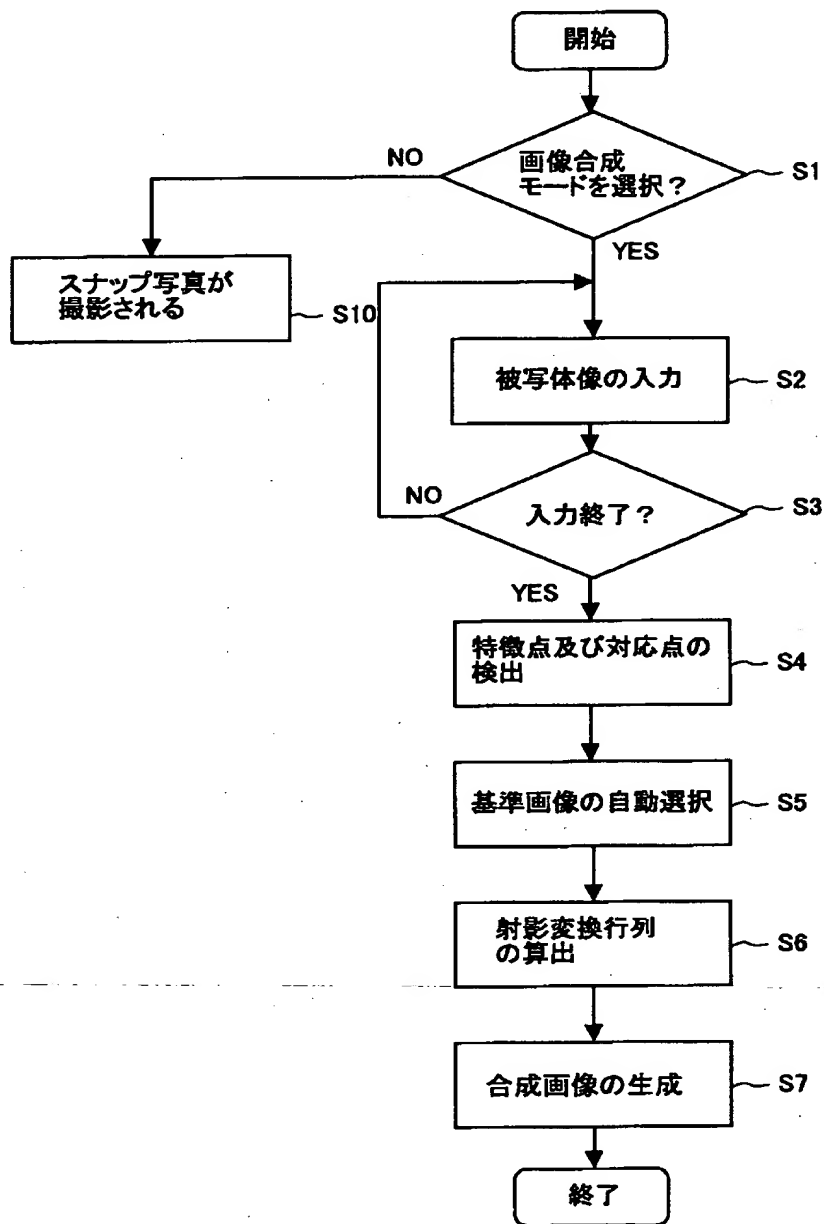 開始
画像合成
モードを選択？
S1
NO
YES
スナップ写真が
撮影される
S10
被写体像の入力
S2
入力終了？
S3
NO
YES
特徴点及び対応点の
検出
S4
基準画像の自動選択
S5
射影変換行列
の算出
S6
合成画像の生成
S7
終了